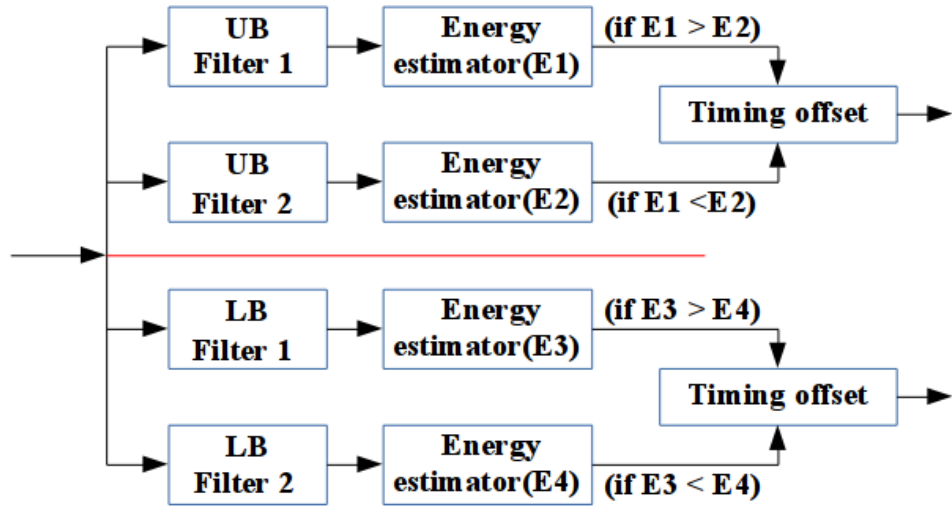 UB
Filter 1
Energy
estimator(E1)
(if E1 > E2)
Timing offset
UB
Filter 2
Energy
estimator(E2)
(if E1 <E2)
LB
Filter 1
Energy
estimator(E3)
(if E3 > E4)
Timing offset
LB
Filter 2
Energy
estimator(E4)
(if E3 < E4)